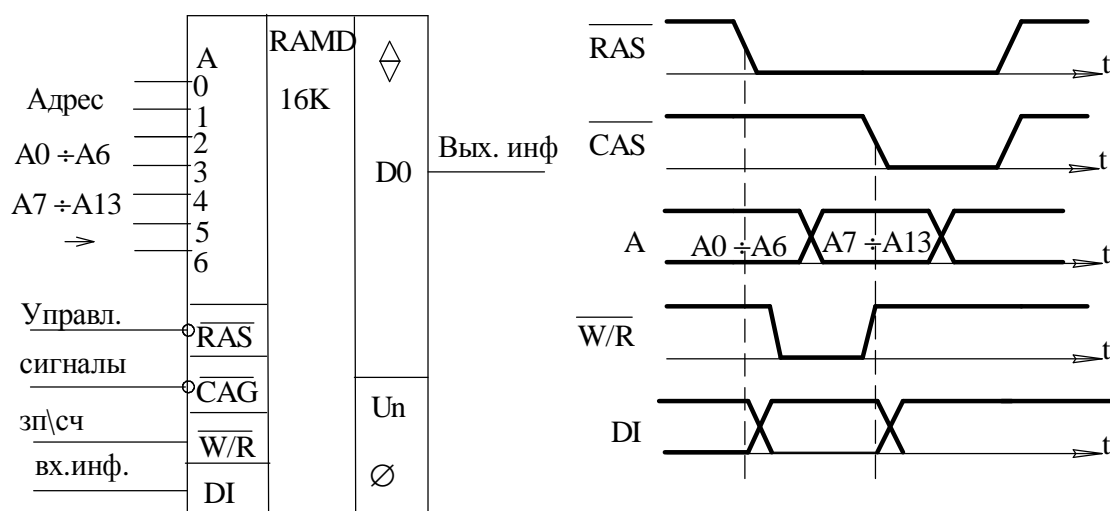 A
0
1
2
3
4
5
6
Адрес
A0 ÷A6
A7 ÷A13
Управл.
сигналы
зп\сч
вх.инф.
RAS
CAG
W/R
DI
RAMD
16K
D0
Un
Ø
Вых. инф
RAS
t
CAS
t
A
A0 ÷A6
A7 ÷A13
t
W/R
t
DI
t